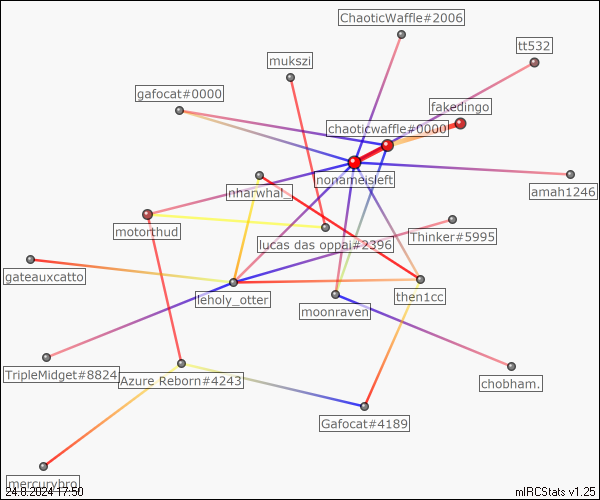 ChaoticWaffle#2006
tt532
mukszi
gafocat#0000
fakedingo
chaoticwaffle#0000
nonameisleft
nharwhal_
amah1246
motorthud
Thinker#5995
lucas das oppai#2396
gateauxcatto
leholy_otter
then1cc
moonraven
TripleMidget#8824
Azure Reborn#4243
chobham.
Gafocat#4189
mercuryhro
24.8.2024 17:50
mIRCStats v1.25